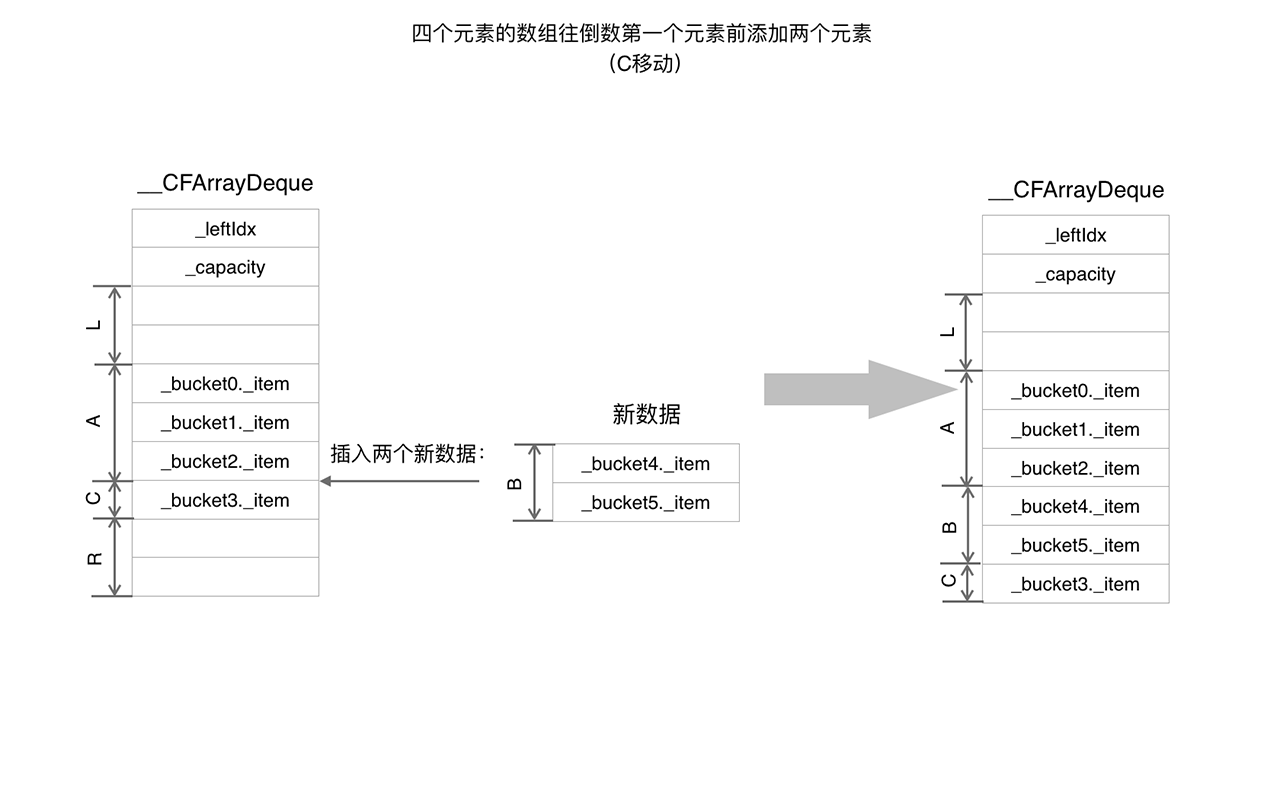 四个元素的数组往倒数第一个元素前添加两个元素
（C移动）
__CFArrayDeque
_leftIdx
_capacity
L
A
_bucket0._item
_bucket1._item
_bucket2._item
C
_bucket3._item
R
插入两个新数据：
新数据
B
_bucket4._item
_bucket5._item
__CFArrayDeque
_leftIdx
_capacity
L
A
_bucket0._item
_bucket1._item
_bucket2._item
B
_bucket4._item
_bucket5._item
C
_bucket3._item